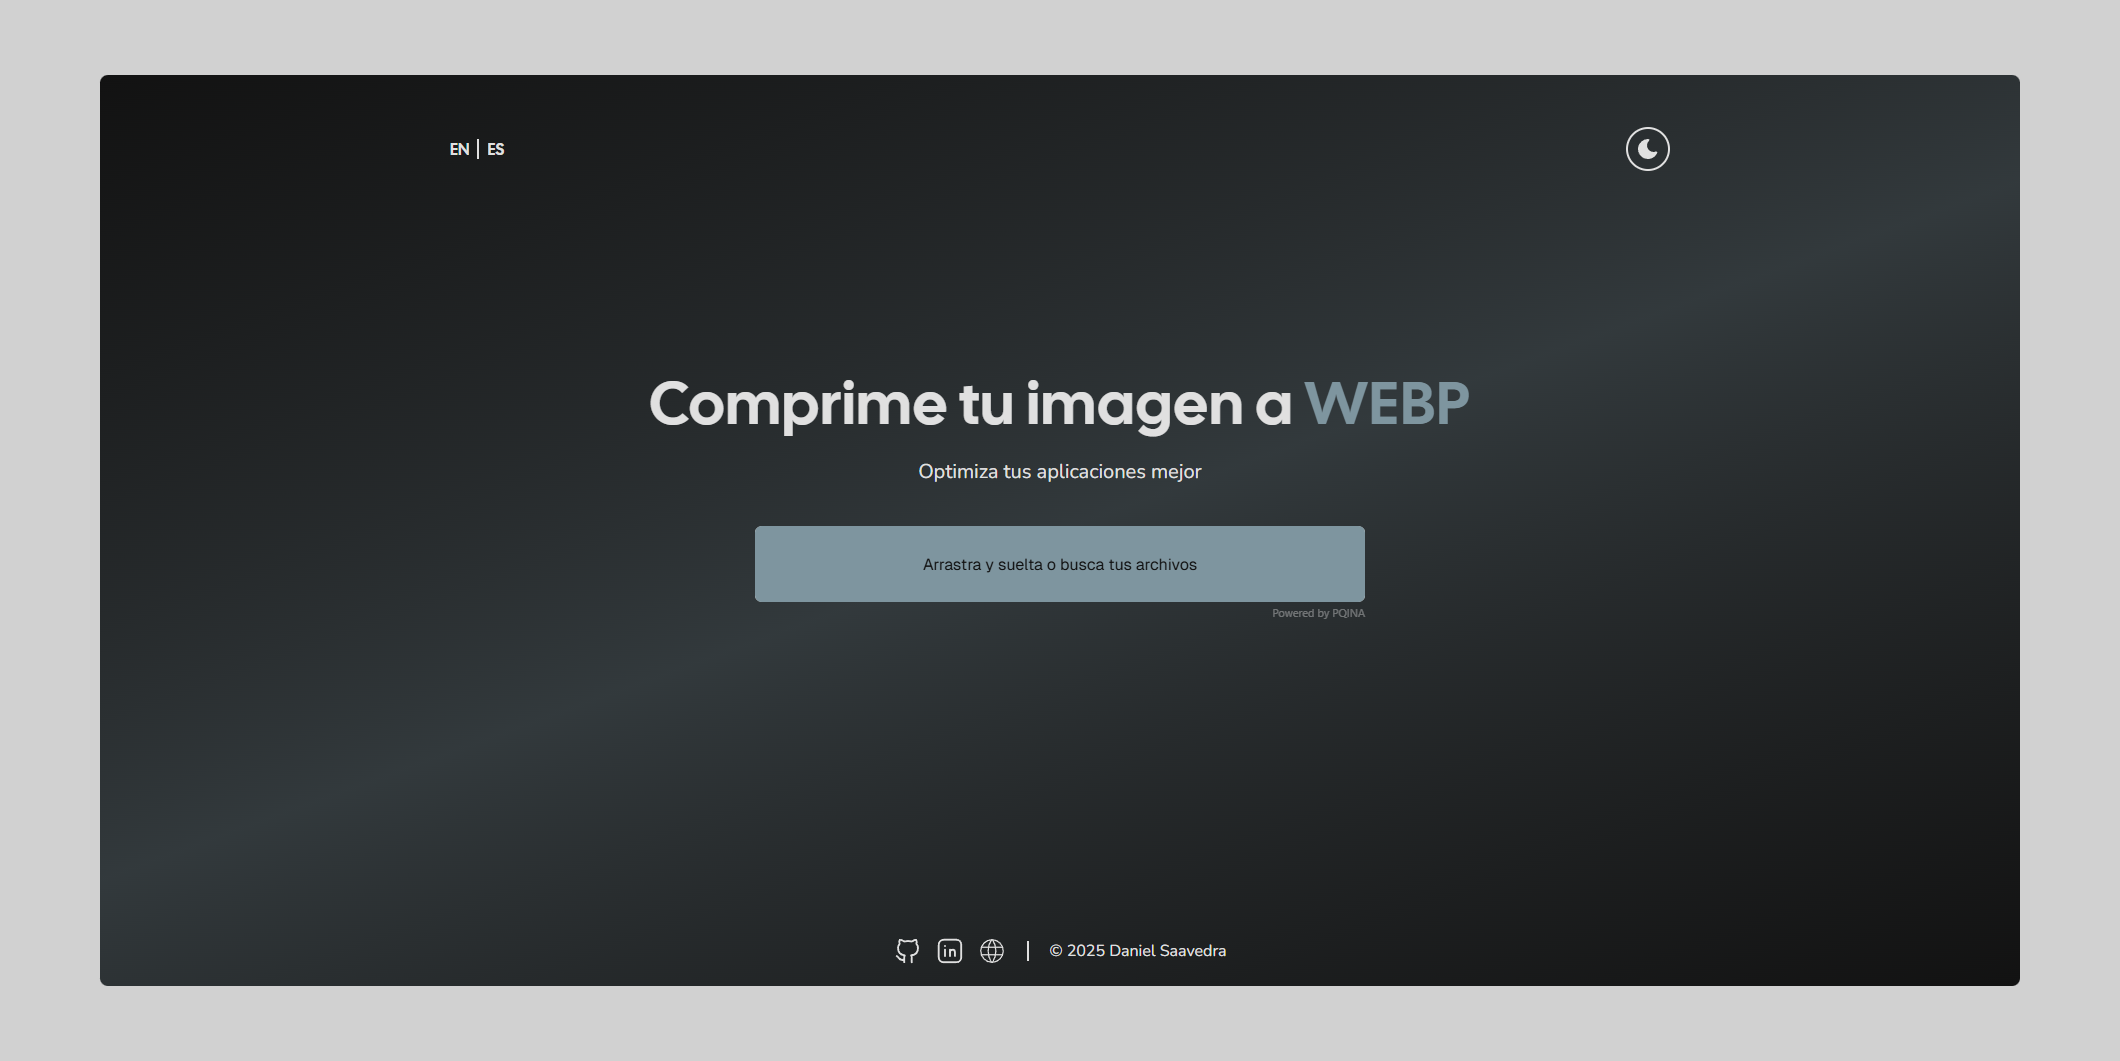 EN | ES
Comprime tu imagen a WEBP
Optimiza tus aplicaciones mejor
Arrastra y suelta o busca tus archivos
Powered by PQINA
in | © 2025 Daniel Saavedra